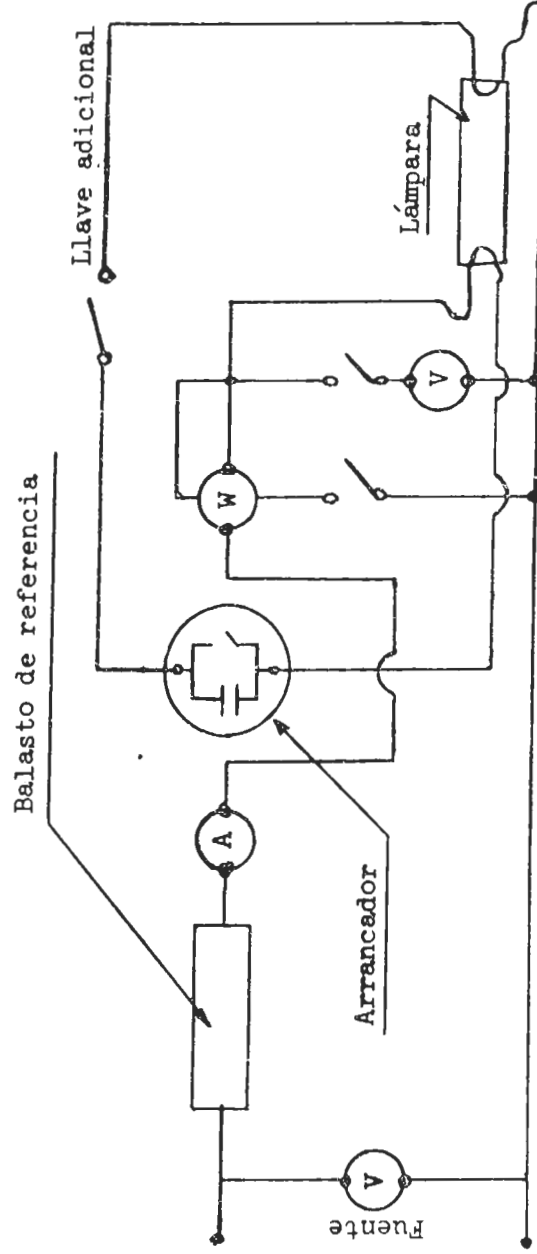 Balasto de referencia
Llave adicional
A
W
V
Lámpara
Arrancador
V
Fuente